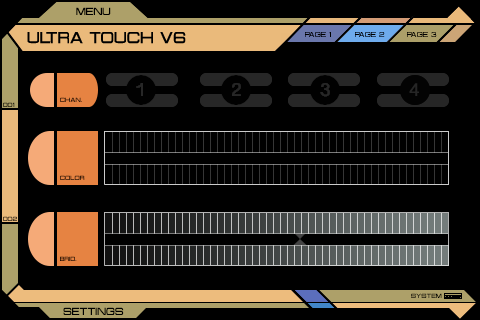 MENU
ULTRA TOUCH V6
PAGE 1 PAGE 2 PAGE 3
001
CHAN.
1 2 3 4
COLOR
002
BRID.
SYSTEM
SETTINGS